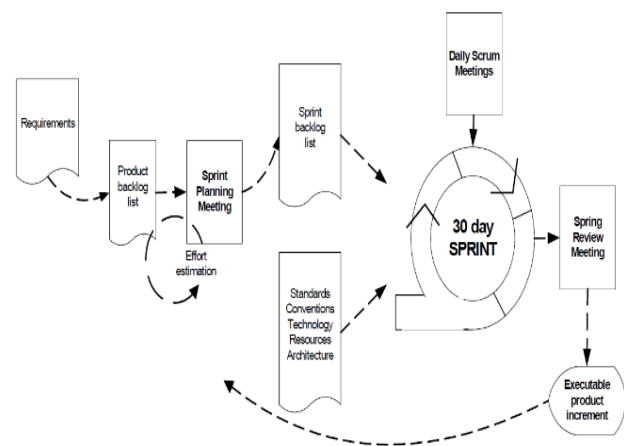 Daily Scrum
Meetings
Requirements
Product
backlog
list
Sprint
Planning
Meeting
Effort
estimation
Sprint
backlog
list
Standards
Conventions
Technology
Resources
Architecture
30 day
SPRINT
Spring
Review
Meeting
Executable
product
increment